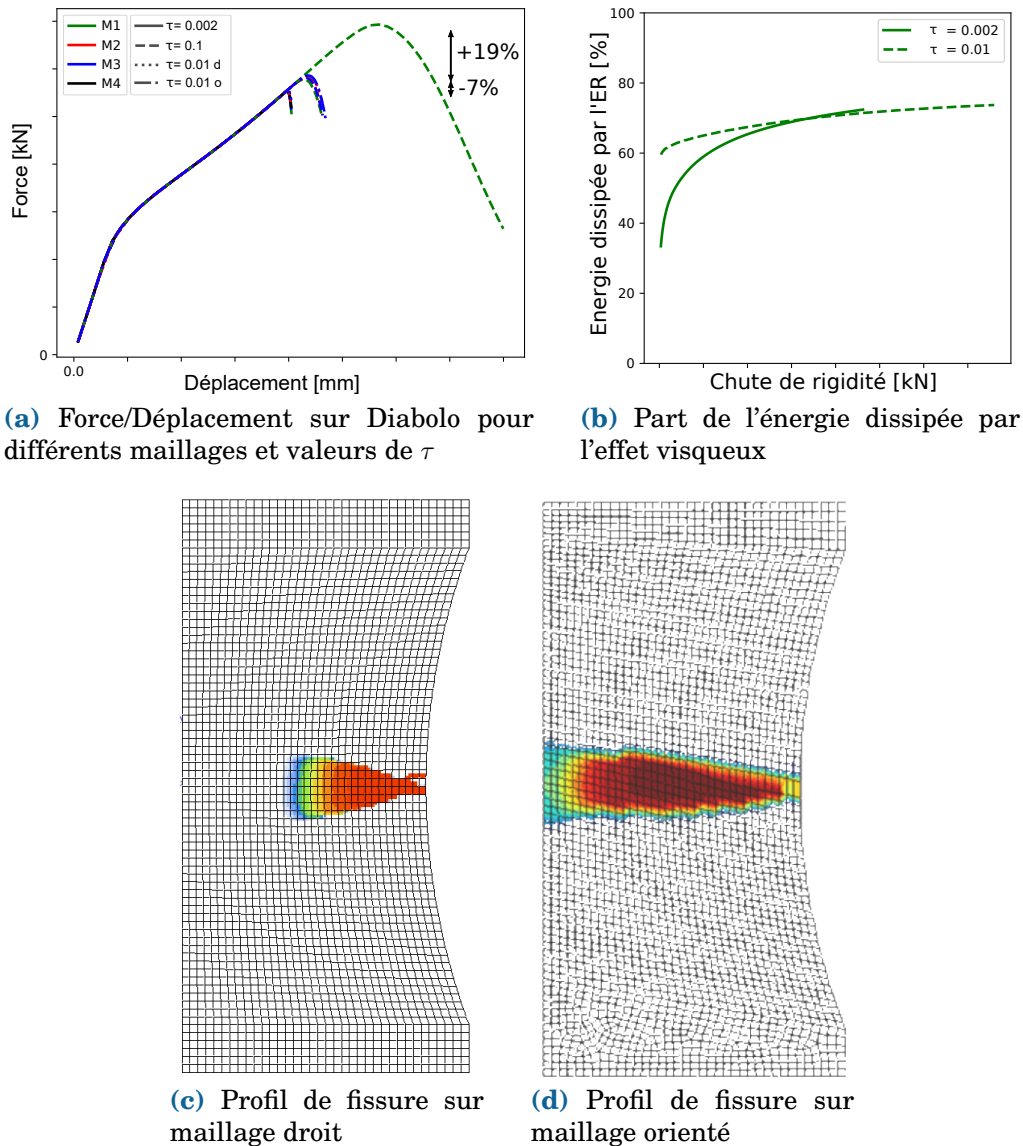 M1
M2
M3
M4
τ= 0.002
τ= 0.1
τ= 0.01 d
τ= 0.01 o
+19%
-7%
Force [kN]
0
0.0
Déplacement [mm]
100
80
60
40
20
0
Energie dissipée par l'ER [%]
τ = 0.002
τ = 0.01
Chute de rigidité [kN]
(a) Force/Déplacement sur Diabolo pour
différents maillages et valeurs de τ
(b) Part de l'énergie dissipée par
l'effet visqueux
(c) Profil de fissure sur
maillage droit
(d) Profil de fissure sur
maillage orienté